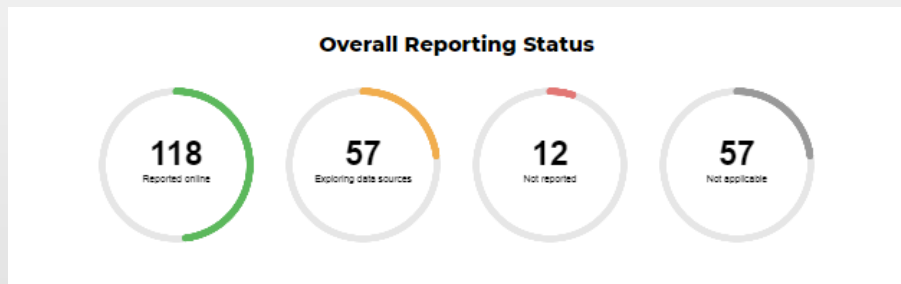 Overall Reporting Status
118
Reported online
57
Exploring data sources
12
Not reported
57
Not applicable